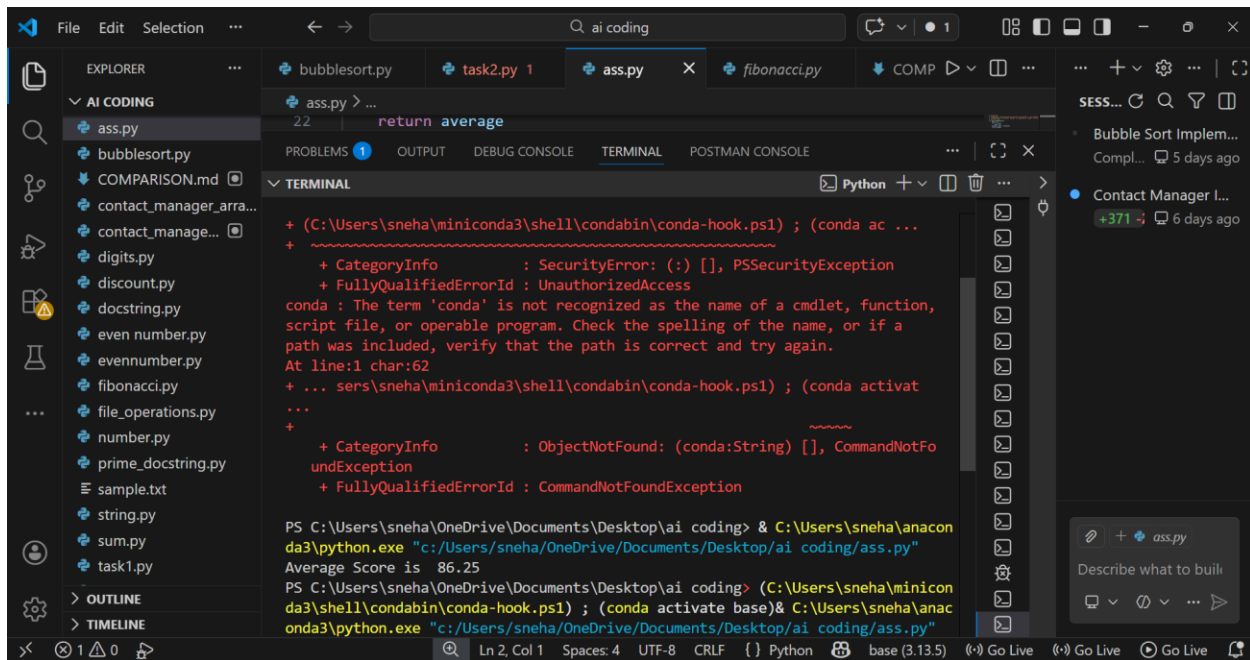 File Edit Selection ··· ai coding 1
EXPLORER ···
AI CODING
ass.py
bubblesort.py
COMPARISON.md
contact_manager_arra...
contact_manage...
digits.py
discount.py
docstring.py
even number.py
evennumber.py
fibonacci.py
file_operations.py
number.py
prime_docstring.py
sample.txt
string.py
sum.py
task1.py
OUTLINE
TIMELINE
bubblesort.py task2.py 1 ass.py fibonacci.py COMP
ass.py > ...
22 return average
PROBLEMS 1 OUTPUT DEBUG CONSOLE TERMINAL POSTMAN CONSOLE ···
TERMINAL Python
+ (C:\Users\sneha\miniconda3\shell\condabin\conda-hook.ps1) ; (conda ac ...
+ ~~~~~~~~~~~~~~~~~~~~~~~~~~~~~~~~~~~~~~~~~~~~~~~~~~~~~~~~~
+ CategoryInfo : SecurityError: (:) [], PSSecurityException
+ FullyQualifiedErrorId : UnauthorizedAccess
conda : The term 'conda' is not recognized as the name of a cmdlet, function,
script file, or operable program. Check the spelling of the name, or if a
path was included, verify that the path is correct and try again.
At line:1 char:62
+ ... sers\sneha\miniconda3\shell\condabin\conda-hook.ps1) ; (conda activat
...
+ ~~~~~
+ CategoryInfo : ObjectNotFound: (conda:String) [], CommandNotFo
undException
+ FullyQualifiedErrorId : CommandNotFoundException
PS C:\Users\sneha\OneDrive\Documents\Desktop\ai coding> & C:\Users\sneha\anacon
da3\python.exe "c:/Users/sneha/OneDrive/Documents/Desktop/ai coding/ass.py"
Average Score is 86.25
PS C:\Users\sneha\OneDrive\Documents\Desktop\ai coding> (C:\Users\sneha\minicon
da3\shell\condabin\conda-hook.ps1) ; (conda activate base)& C:\Users\sneha\anac
onda3\python.exe "c:/Users/sneha/OneDrive/Documents/Desktop/ai coding/ass.py"
SESS...
Bubble Sort Implem...
Compl... 5 days ago
Contact Manager I...
+371 6 days ago
+ ass.py
Describe what to build
1 0 Ln 2, Col 1 Spaces: 4 UTF-8 CRLF { } Python base (3.13.5) Go Live Go Live Go Live